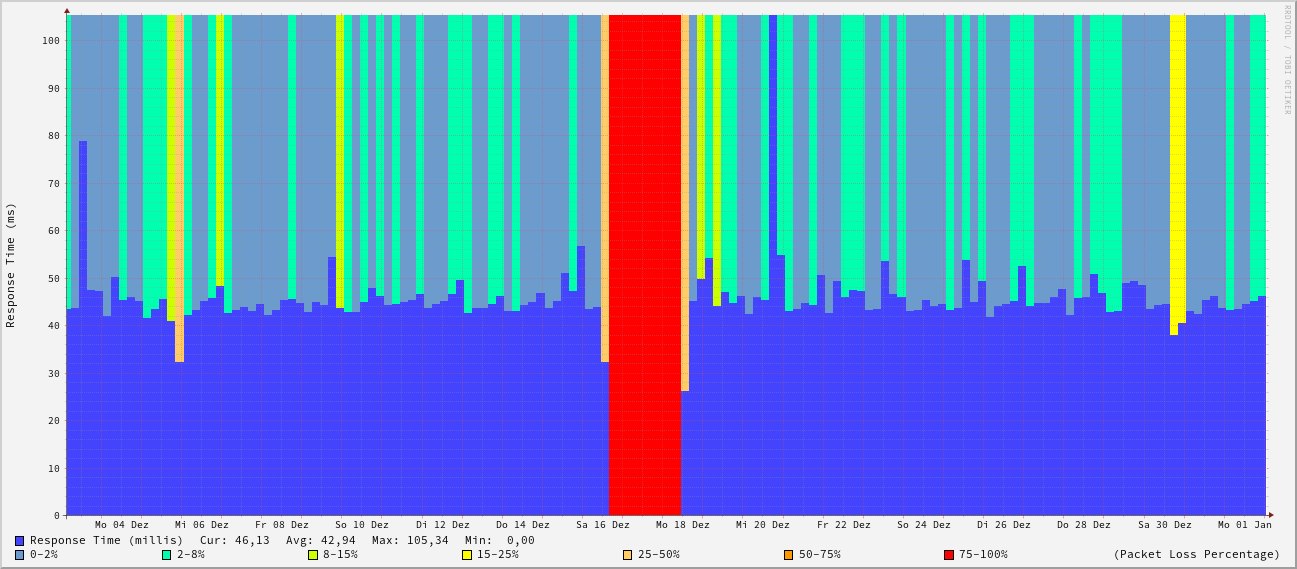 RRDTOOL / TOBI OETIKER
Response Time (ms)
100
90
80
70
60
50
40
30
20
10
0
Mo 04 Dez Mi 06 Dez Fr 08 Dez So 10 Dez Di 12 Dez Do 14 Dez Sa 16 Dez Mo 18 Dez Mi 20 Dez Fr 22 Dez So 24 Dez Di 26 Dez Do 28 Dez Sa 30 Dez Mo 01 Jan
Response Time (millis) Cur: 46,13 Avg: 42,94 Max: 105,34 Min: 0,00
0-2% 2-8% 8-15% 15-25% 25-50% 50-75% 75-100% (Packet Loss Percentage)